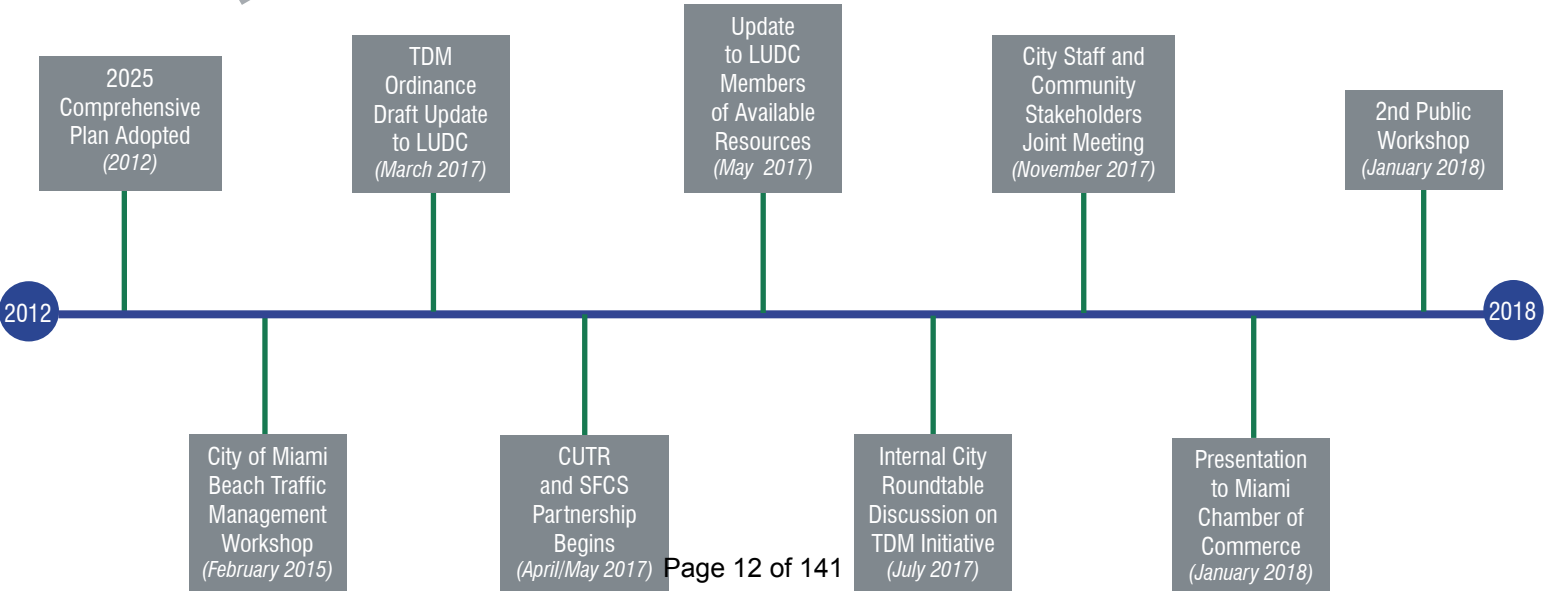 2025
Comprehensive
Plan Adopted
(2012)
TDM
Ordinance
Draft Update
to LUDC
(March 2017)
Update
to LUDC
Members
of Available
Resources
(May 2017)
City Staff and
Community
Stakeholders
Joint Meeting
(November 2017)
2nd Public
Workshop
(January 2018)
2012
2018
City of Miami
Beach Traffic
Management
Workshop
(February 2015)
CUTR
and SFCS
Partnership
Begins
(April/May 2017)
Page 12 of 141
Internal City
Roundtable
Discussion on
TDM Initiative
(July 2017)
Presentation
to Miami
Chamber of
Commerce
(January 2018)